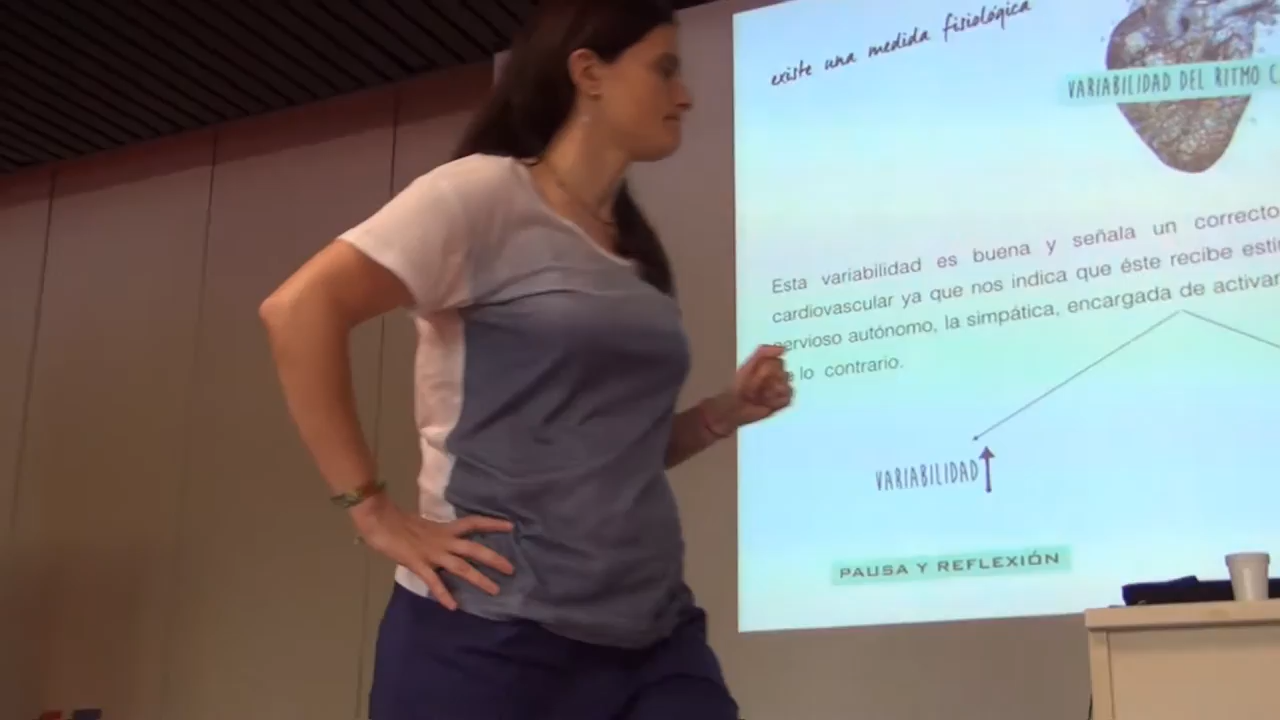 existe una medida fisiológica
VARIABILIDAD DEL RITMO
Esta variabilidad es buena y señala un correcto
cardiovascular ya que nos indica que éste recibe
nervioso autónomo, la simpática, encargada de activar
lo contrario.
VARIABILIDAD
PAUSA Y REFLEXIÓN